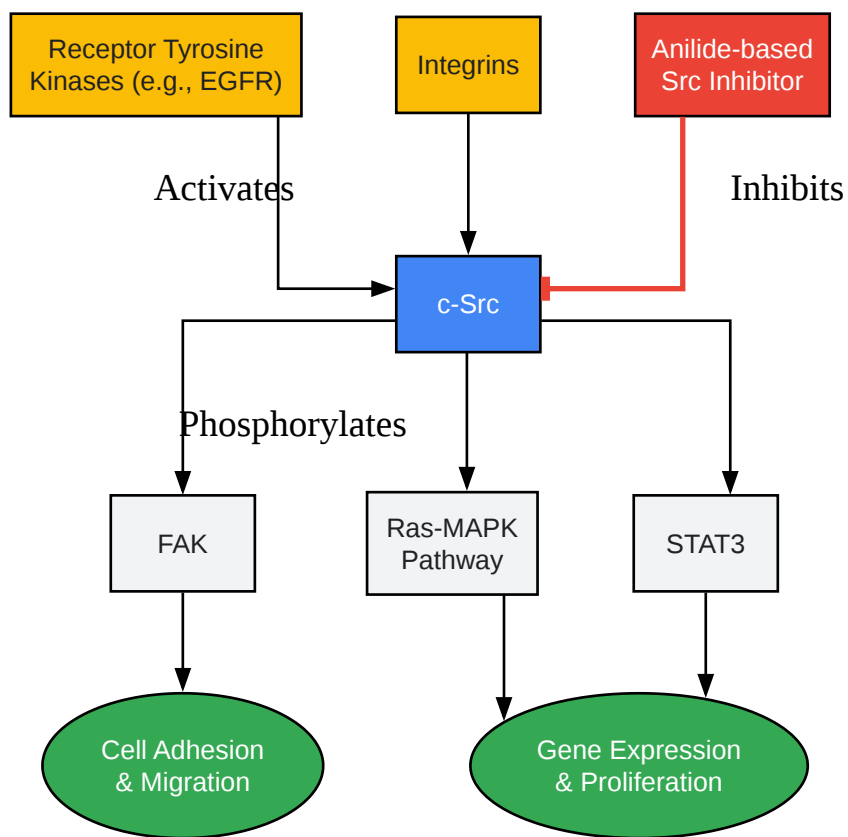 Receptor Tyrosine
Kinases (e.g., EGFR)
Integrins
Anilide-based
Src Inhibitor
Activates
Inhibits
c-Src
Phosphorylates
FAK
Ras-MAPK
Pathway
STAT3
Cell Adhesion
& Migration
Gene Expression
& Proliferation